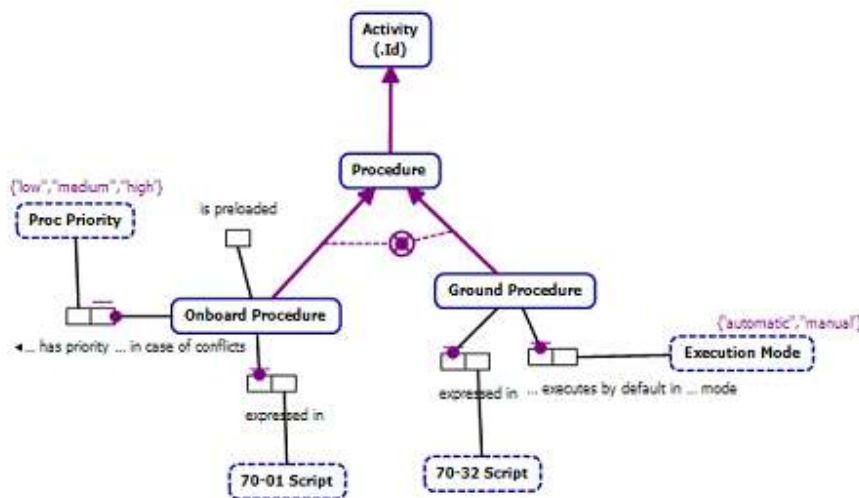 Activity
(.Id)
Procedure
{'low","medium","high'}
Proc Priority
is preloaded
Onboard Procedure
Ground Procedure
{'automatic","manual'}
Execution Mode
◄... has priority ... in case of conflicts
expressed in
expressed in
... executes by default in ... mode
70-01 Script
70-32 Script